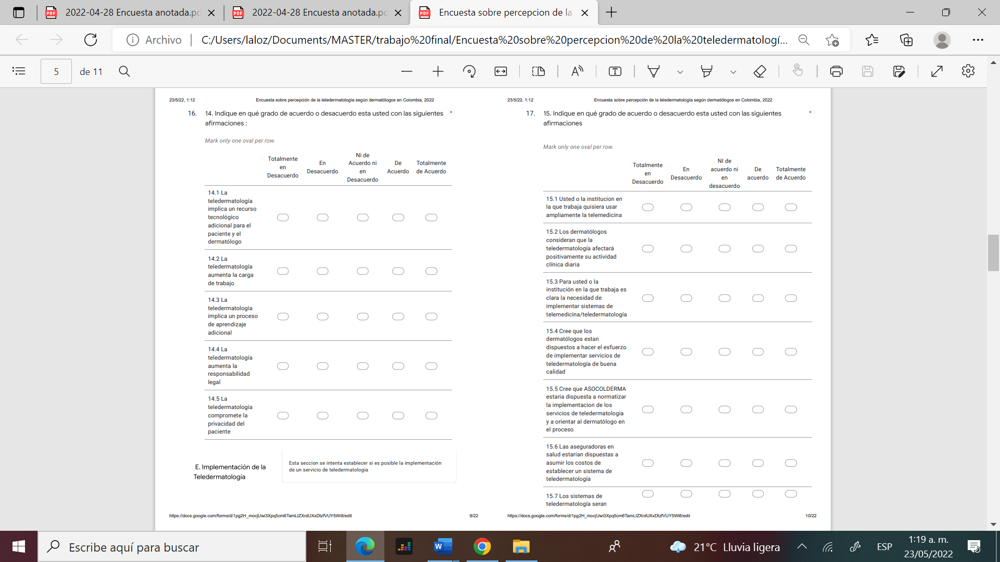 2022-04-28 Encuesta anotada.pd
2022-04-28 Encuesta anotada.pd
Encuesta sobre percepcion de la
Archivo
C:/Users/laloz/Documents/MASTER/trabajo%20final/Encuesta%20sobre%20percepcion%20de%20la%20teledermatologí...
5
de 11
23/5/22, 1:12
Encuesta sobre percepción de la teledermatología según dermatólogos en Colombia, 2022
16.
14. Indique en qué grado de acuerdo o desacuerdo esta usted con las siguientes *
afirmaciones :
Mark only one oval per row.
Totalmente
en
Desacuerdo
En
Desacuerdo
Ni de
Acuerdo ni
en
Desacuerdo
De
Acuerdo
Totalmente
de Acuerdo
14.1 La
teledermatología
implica un recurso
tecnológico
adicional para el
paciente y el
dermatólogo
14.2 La
teledermatología
aumenta la carga
de trabajo
14.3 La
teledermatología
implica un proceso
de aprendizaje
adicional
14.4 La
teledermatología
aumenta la
responsabilidad
legal
14.5 La
teledermatología
compromete la
privacidad del
paciente
E. Implementación de la
Teledermatología
Esta seccion se intenta establecer si es posible la implementación
de un servicio de teledermatologia
https://docs.google.com/forms/d/1pg2H_mocjUwi3Xpq5cm6TamLIZXrdUXxDtzfVUY5Wi8/edit
9/22
23/5/22, 1:12
Encuesta sobre percepción de la teledermatología según dermatólogos en Colombia, 2022
17.
15. Indique en qué grado de acuerdo o desacuerdo esta usted con las siguientes *
afirmaciones
Mark only one oval per row.
Totalmente
en
Desacuerdo
En
Desacuerdo
NI de
acuerdo ni
en
desacuerdo
De
acuerdo
Totalmente
de Acuerdo
15.1 Usted o la institucion en
la que trabaja quisiera usar
ampliamente la telemedicina
15.2 Los dermatólogos
consideran que la
teledermatología afectará
positivamente su actividad
clínica diaria
15.3 Para usted o la
institución en la que trabaja es
clara la necesidad de
implementar sistemas de
telemedicina/teledermatología
15.4 Cree que los
dermatólogos estan
dispuestos a hacer el esfuerzo
de implementar servicios de
teledermatología de buena
calidad
15.5 Cree que ASOCOLDERMA
estaria dispuesta a normatizar
la implementacion de los
servicios de teledermatologia
y a orientar al dermatólogo en
el proceso
15.6 Las aseguradoras en
salud estarían dispuestas a
asumir los costos de
establecer un sistema de
teledermatología
15.7 Los sistemas de
teledermatología seran
https://docs.google.com/forms/d/1pg2H_mocjUwi3Xpq5cm6TamLIZXrdUXxDtzfVUY5Wi8/edit
10/22
Escribe aquí para buscar
21°C Lluvia ligera
ESP
1:19 a. m.
23/05/2022